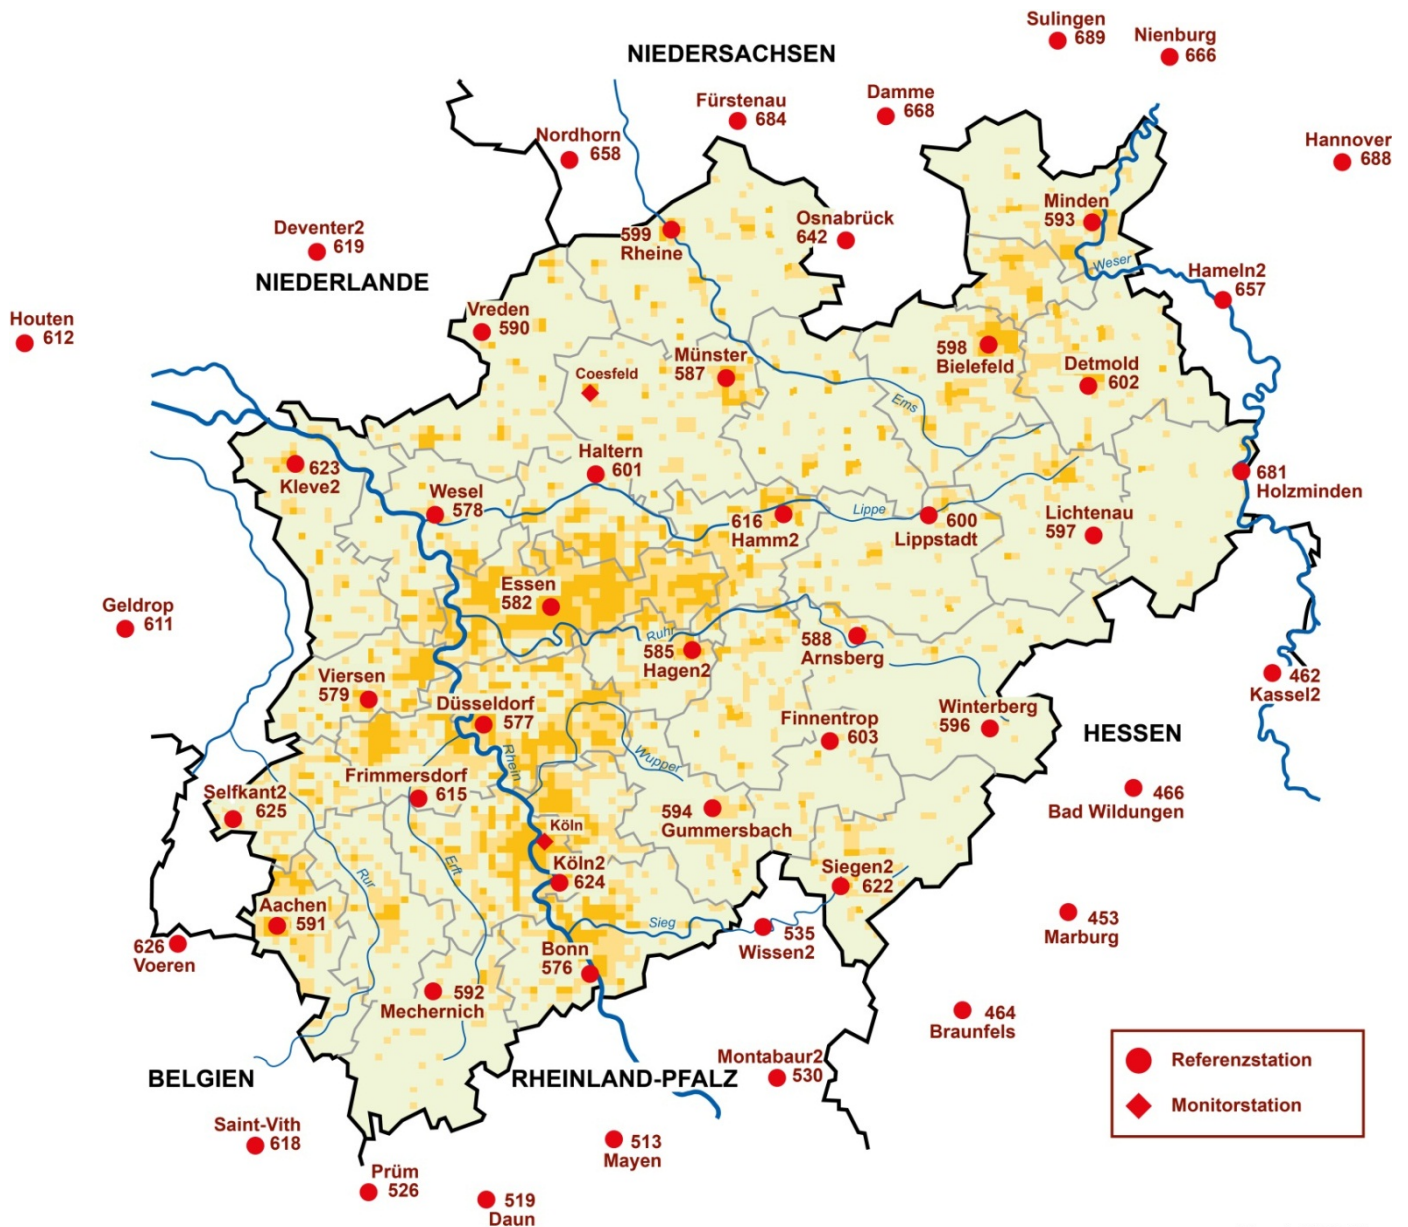 Sulingen
689
Nienburg
666
NIEDERSACHSEN
Damme
668
Fürstenau
684
Nordhorn
658
Hannover
688
Minden
593
Osnabrück
642
Deventer2
619
599
Rheine
NIEDERLANDE
Weser
Hameln2
657
Vreden
590
Houten
612
598
Bielefeld
Münster
587
Detmold
602
Coesfeld
Ems
Haltern
601
623
Kleve2
681
Holzminden
Wesel
578
616
Hamm2
Lippe
600
Lippstadt
Lichtenau
597
Essen
582
Geldrop
611
Ruhr
585
Hagen2
588
Arnsberg
462
Kassel2
Viersen
579
Düsseldorf
577
Finnentrop
603
Winterberg
596
HESSEN
Rhein
Wupper
Frimmersdorf
615
Selfkant2
625
466
Bad Wildungen
594
Gummersbach
Köln
Köln2
624
Erft
Rur
Siegen2
622
Aachen
591
Sieg
535
Wissen2
453
Marburg
626
Voeren
Bonn
576
592
Mechernich
464
Braunfels
BELGIEN
RHEINLAND-PFALZ
Montabaur2
530
Referenzstation
Monitorstation
Saint-Vith
618
513
Mayen
Prüm
526
519
Daun